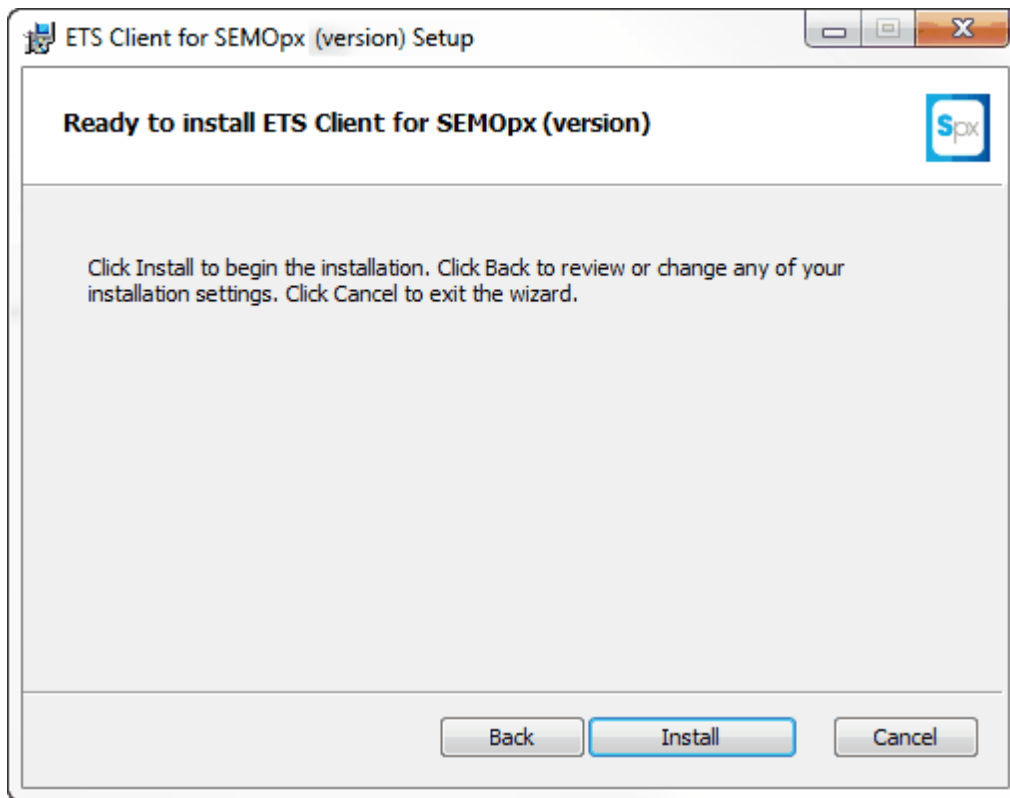 ETS Client for SEMOpx (version) Setup
Ready to install ETS Client for SEMOpx (version)
Spx
Click Install to begin the installation. Click Back to review or change any of your
installation settings. Click Cancel to exit the wizard.
Back
Install
Cancel